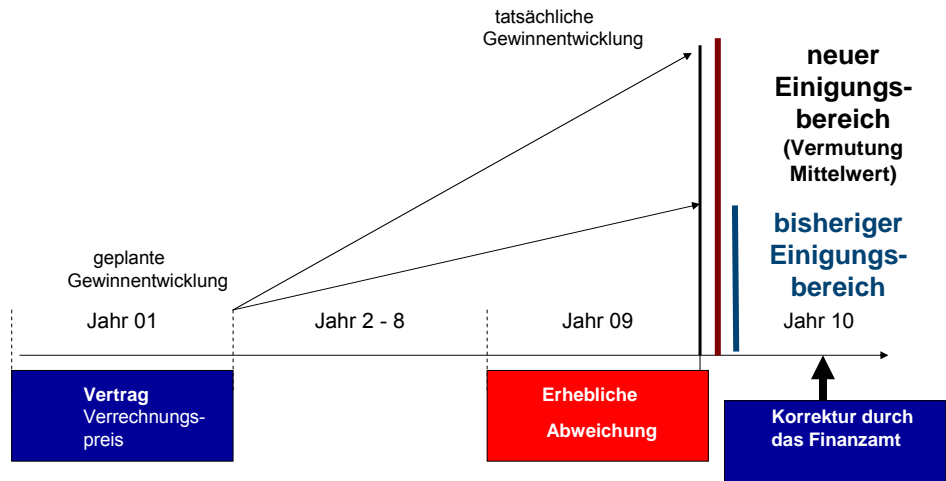 tatsächliche
Gewinnentwicklung
neuer
Einigungs-
bereich
(Vermutung
Mittelwert)
bisheriger
Einigungs-
bereich
geplante
Gewinnentwicklung
Jahr 01
Jahr 2 - 8
Jahr 09
Jahr 10
Vertrag
Verrechnungs-
preis
Erhebliche
Abweichung
Korrektur durch
das Finanzamt